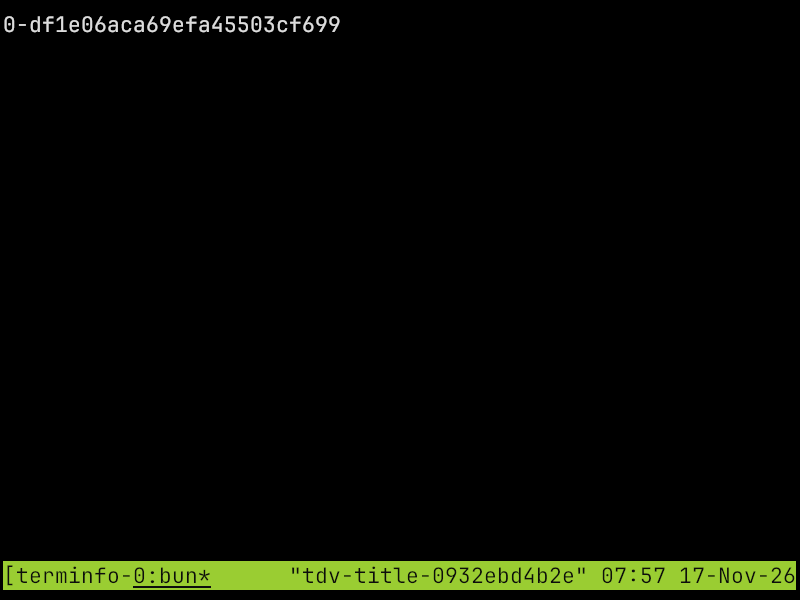 0-df1e06aca69efa45503cf699
[terminfo-0:bun*      "tdv-title-0932ebd4b2e" 07:57 17-Nov-26